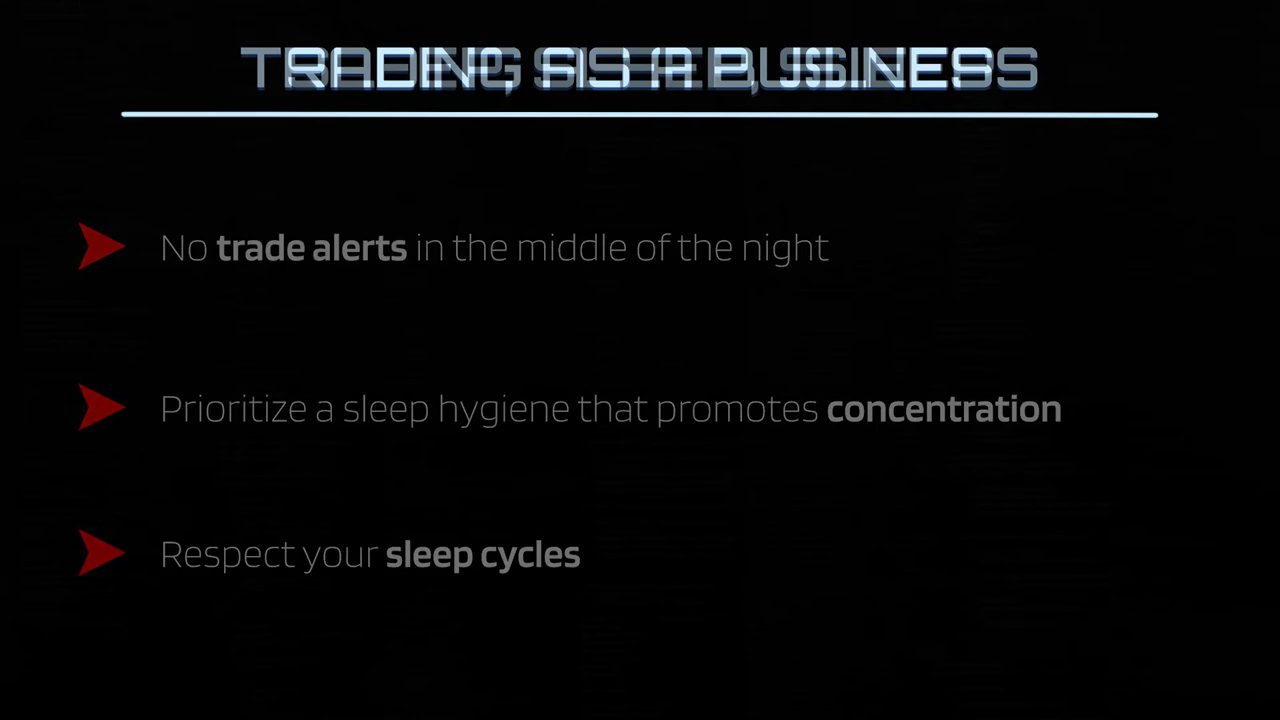 TRADING A BUSINESS
No trade alerts in the middle of the night
Prioritize a sleep hygiene that promotes concentration
Respect your sleep cycles